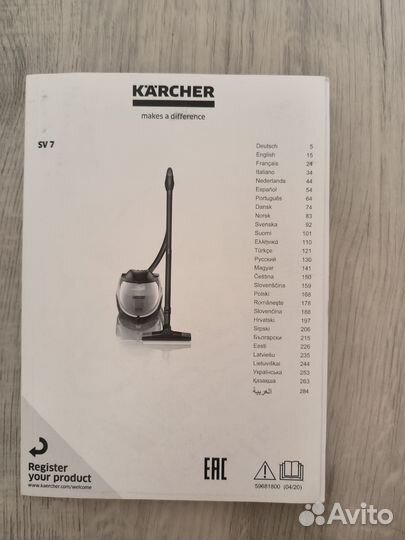 KÄRCHER
makes a difference
SV 7
Deutsch 5
English 15
Français 24
Italiano 34
Nederlands 44
Español 54
Português 64
Dansk 74
Norsk 83
Svenska 92
Suomi 101
Ελληνικά 110
Türkçe 121
Русский 130
Magyar 141
Čeština 150
Slovenščina 159
Polski 168
Românește 178
Slovenčina 188
Hrvatski 197
Srpski 206
Български 215
Eesti 226
Latviešu 235
Lietuviškai 244
Українська 253
Қазақша 263
العربية 284
Register
your product
www.kaercher.com/welcome
EAC
59681800 (04/20)
Avito